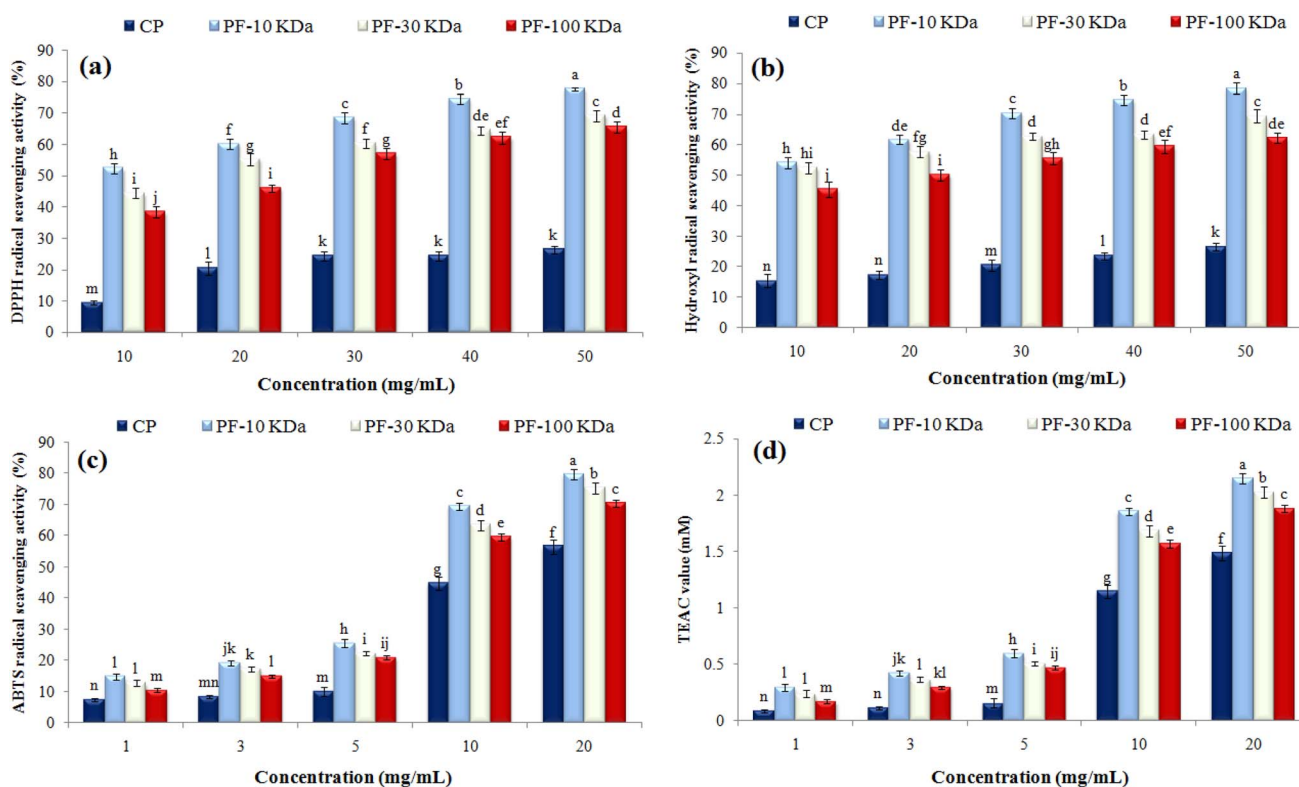 CP PF-10 KDa PF-30 KDa PF-100 KDa
(a)
DPPH radical scavenging activity (%)
90
80
70
60
50
40
30
20
10
0
m h i j
l f g i
k c f g
k b de ef
k a c d
10 20 30 40 50
Concentration (mg/mL)
CP PF-10 KDa PF-30 KDa PF-100 KDa
(b)
Hydroxyl radical scavenging activity (%)
90
80
70
60
50
40
30
20
10
0
n h hi j
n de fg i
m c d gh
l b d ef
k a c de
10 20 30 40 50
Concentration (mg/mL)
CP PF-10 KDa PF-30 KDa PF-100 KDa
(c)
ABTS radical scavenging activity (%)
90
80
70
60
50
40
30
20
10
0
n l l m
mn jk k l
m h i ij
g c d e
f a b c
1 3 5 10 20
Concentration (mg/mL)
CP PF-10 KDa PF-30 KDa PF-100 KDa
(d)
TEAC value (mM)
2.5
2
1.5
1
0.5
0
n l l m
n jk l kl
m h i ij
g c d e
f a b c
1 3 5 10 20
Concentration (mg/mL)